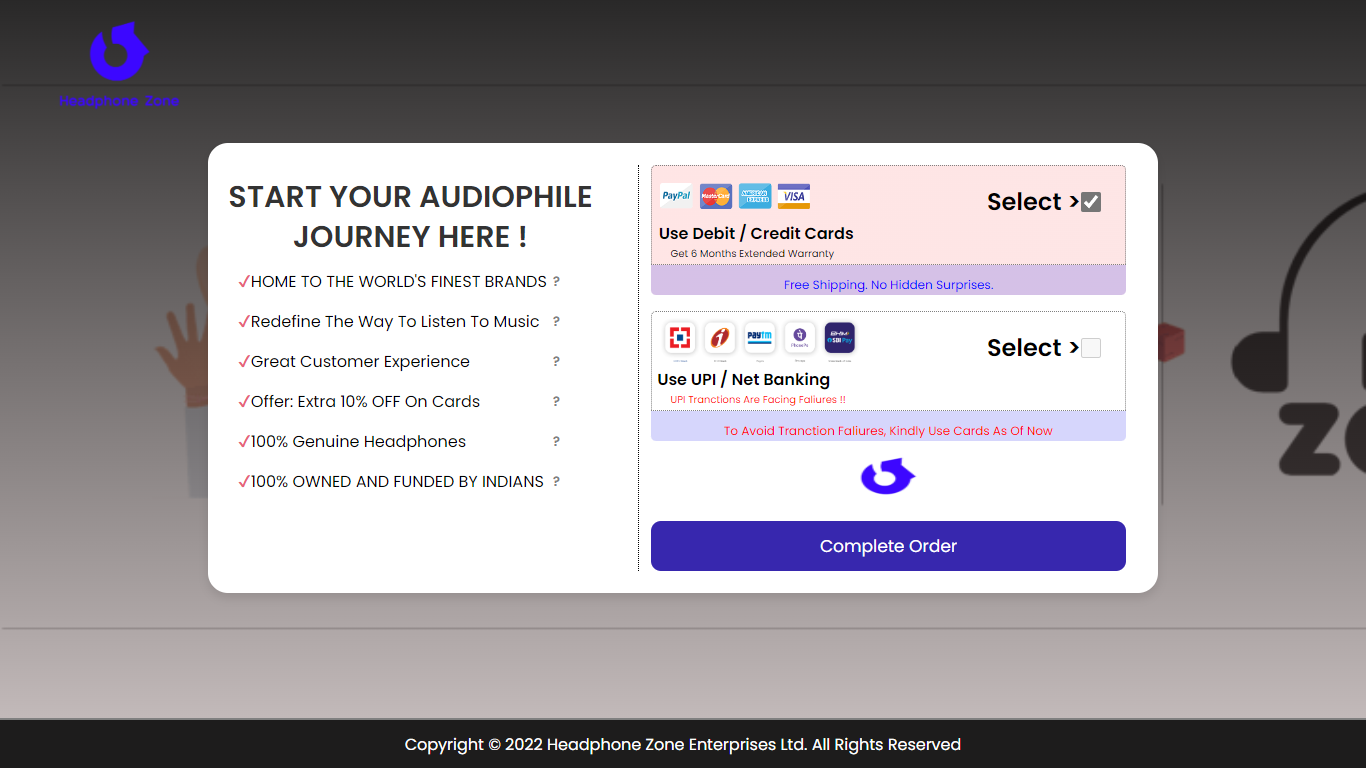 Headphone Zone
START YOUR AUDIOPHILE
JOURNEY HERE !
✓HOME TO THE WORLD'S FINEST BRANDS ?
✓Redefine The Way To Listen To Music ?
✓Great Customer Experience ?
✓Offer: Extra 10% OFF On Cards ?
✓100% Genuine Headphones ?
✓100% OWNED AND FUNDED BY INDIANS ?
PayPal MasterCard AMERICAN EXPRESS VISA
Select >
Use Debit / Credit Cards
Get 6 Months Extended Warranty
Free Shipping. No Hidden Surprises.
paytm PhonePe SBI Pay
Select >
Use UPI / Net Banking
UPI Tranctions Are Facing Faliures !!
To Avoid Tranction Faliures, Kindly Use Cards As Of Now
Complete Order
Copyright © 2022 Headphone Zone Enterprises Ltd. All Rights Reserved